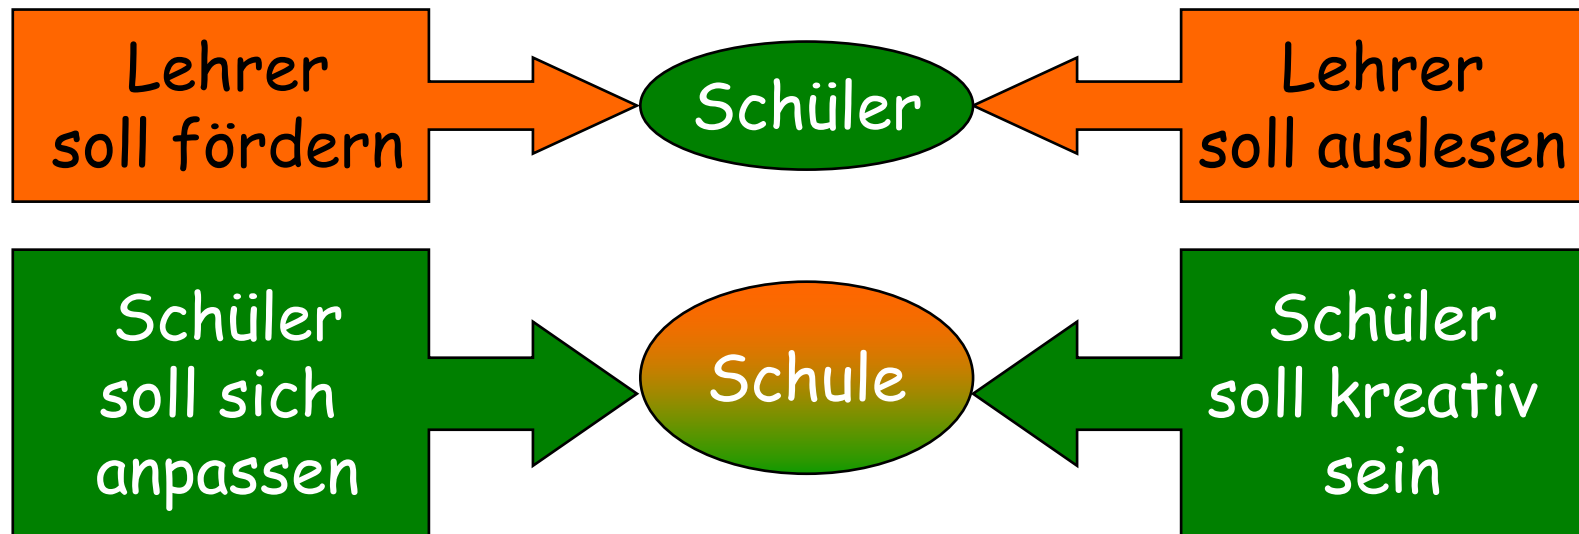 Lehrer
soll fördern
Schüler
Lehrer
soll auslesen
Schüler
soll sich
anpassen
Schule
Schüler
soll kreativ
sein